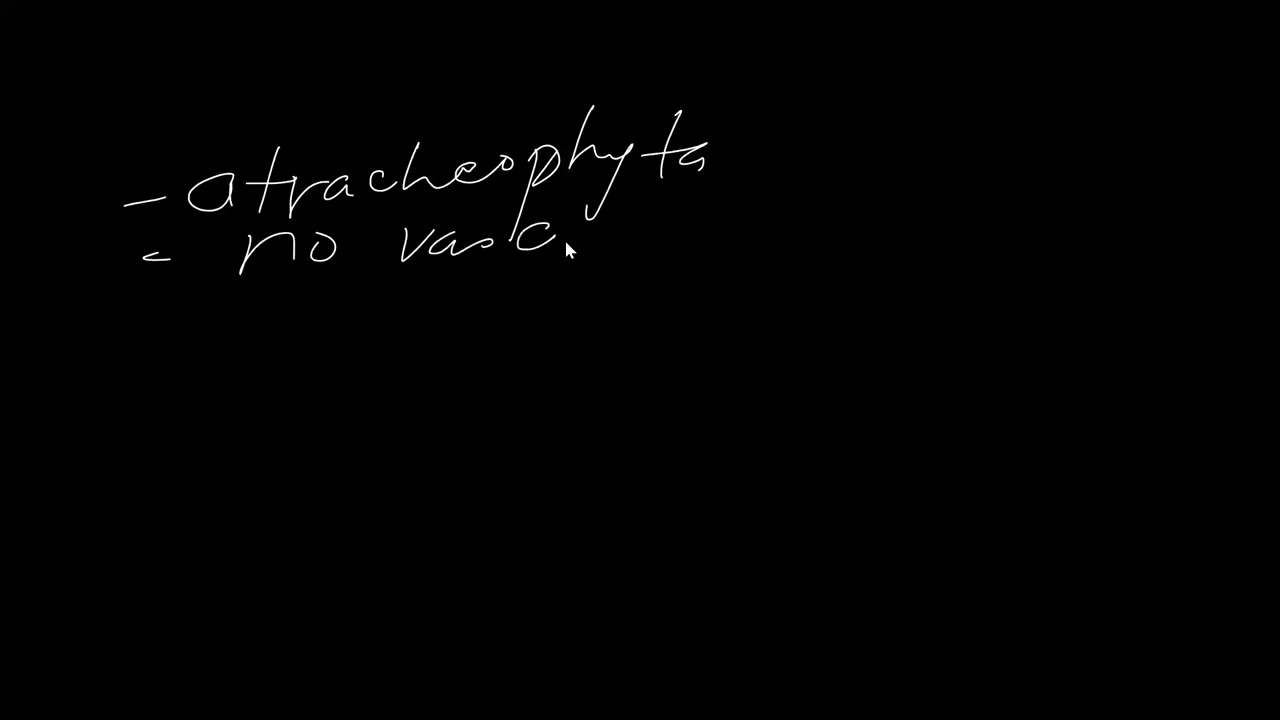 - atracheophyta
- no vasc